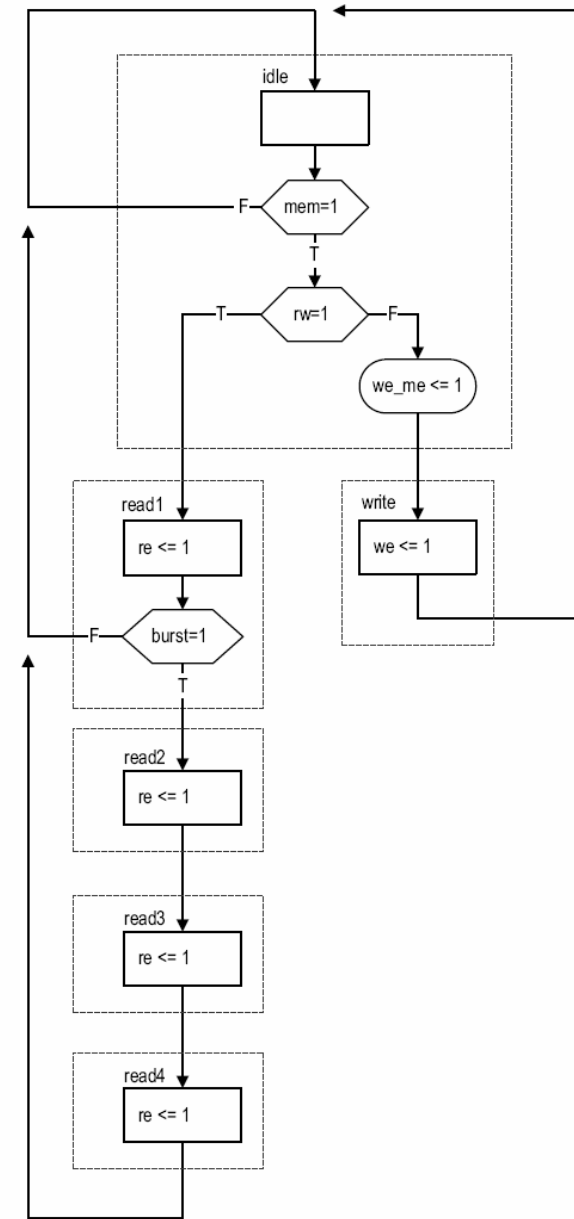 idle
F
mem=1
T
T
rw=1
F
we_me <= 1
read1
re <= 1
write
we <= 1
F
burst=1
T
read2
re <= 1
read3
re <= 1
read4
re <= 1